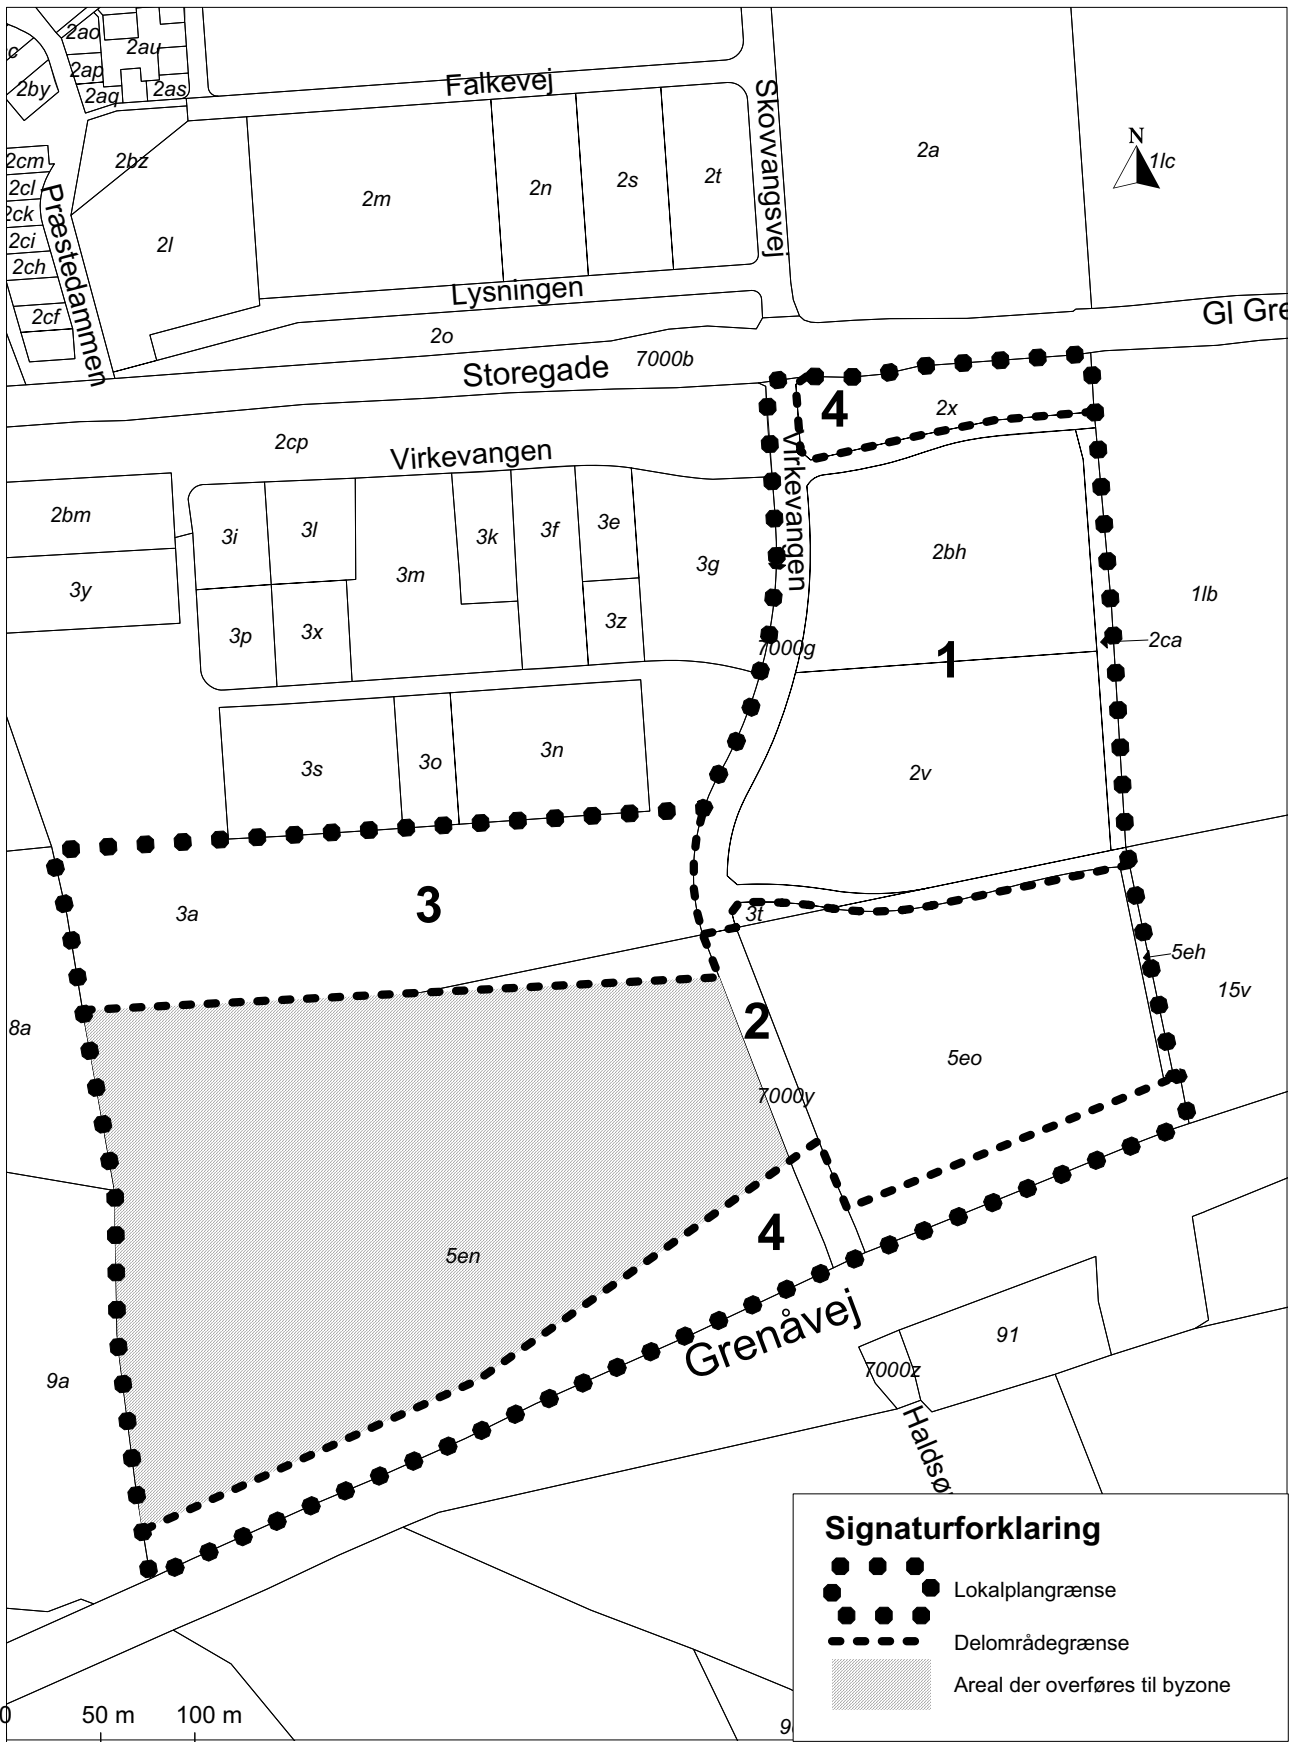 2ao
2au
c
2ap
2by
2aq
2as
Falkevej
Skovvangsvej
2a
N
1lc
2cm
2bz
2cl
2ck
2ci
2ch
2cf
Præstedammen
2l
2m
2n
2s
2t
Lysningen
2o
7000b
Storegade
Gl Gre
2cp
Virkevangen
4
2x
Virkevangen
2bm
3y
3i
3l
3m
3k
3f
3e
3g
3p
3x
3z
2bh
1lb
7000g
1
2ca
3s
3o
3n
2v
3a
3
3t
5eh
15v
8a
2
5eo
7000y
5en
4
9a
Grenåvej
91
7000z
Haldsø
Signaturforklaring
Lokalplangrænse
Delområdegrænse
Areal der overføres til byzone
0
50 m
100 m